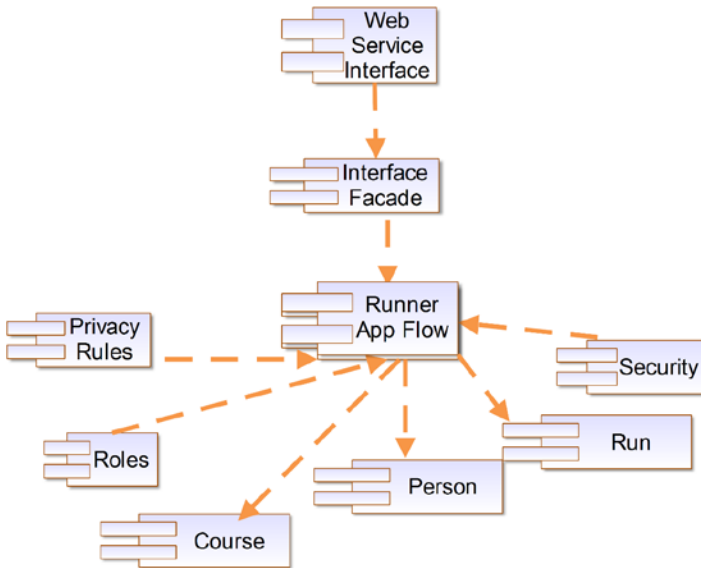 Web
Service
Interface
Interface
Facade
Runner
App Flow
Privacy
Rules
Security
Run
Roles
Person
Course